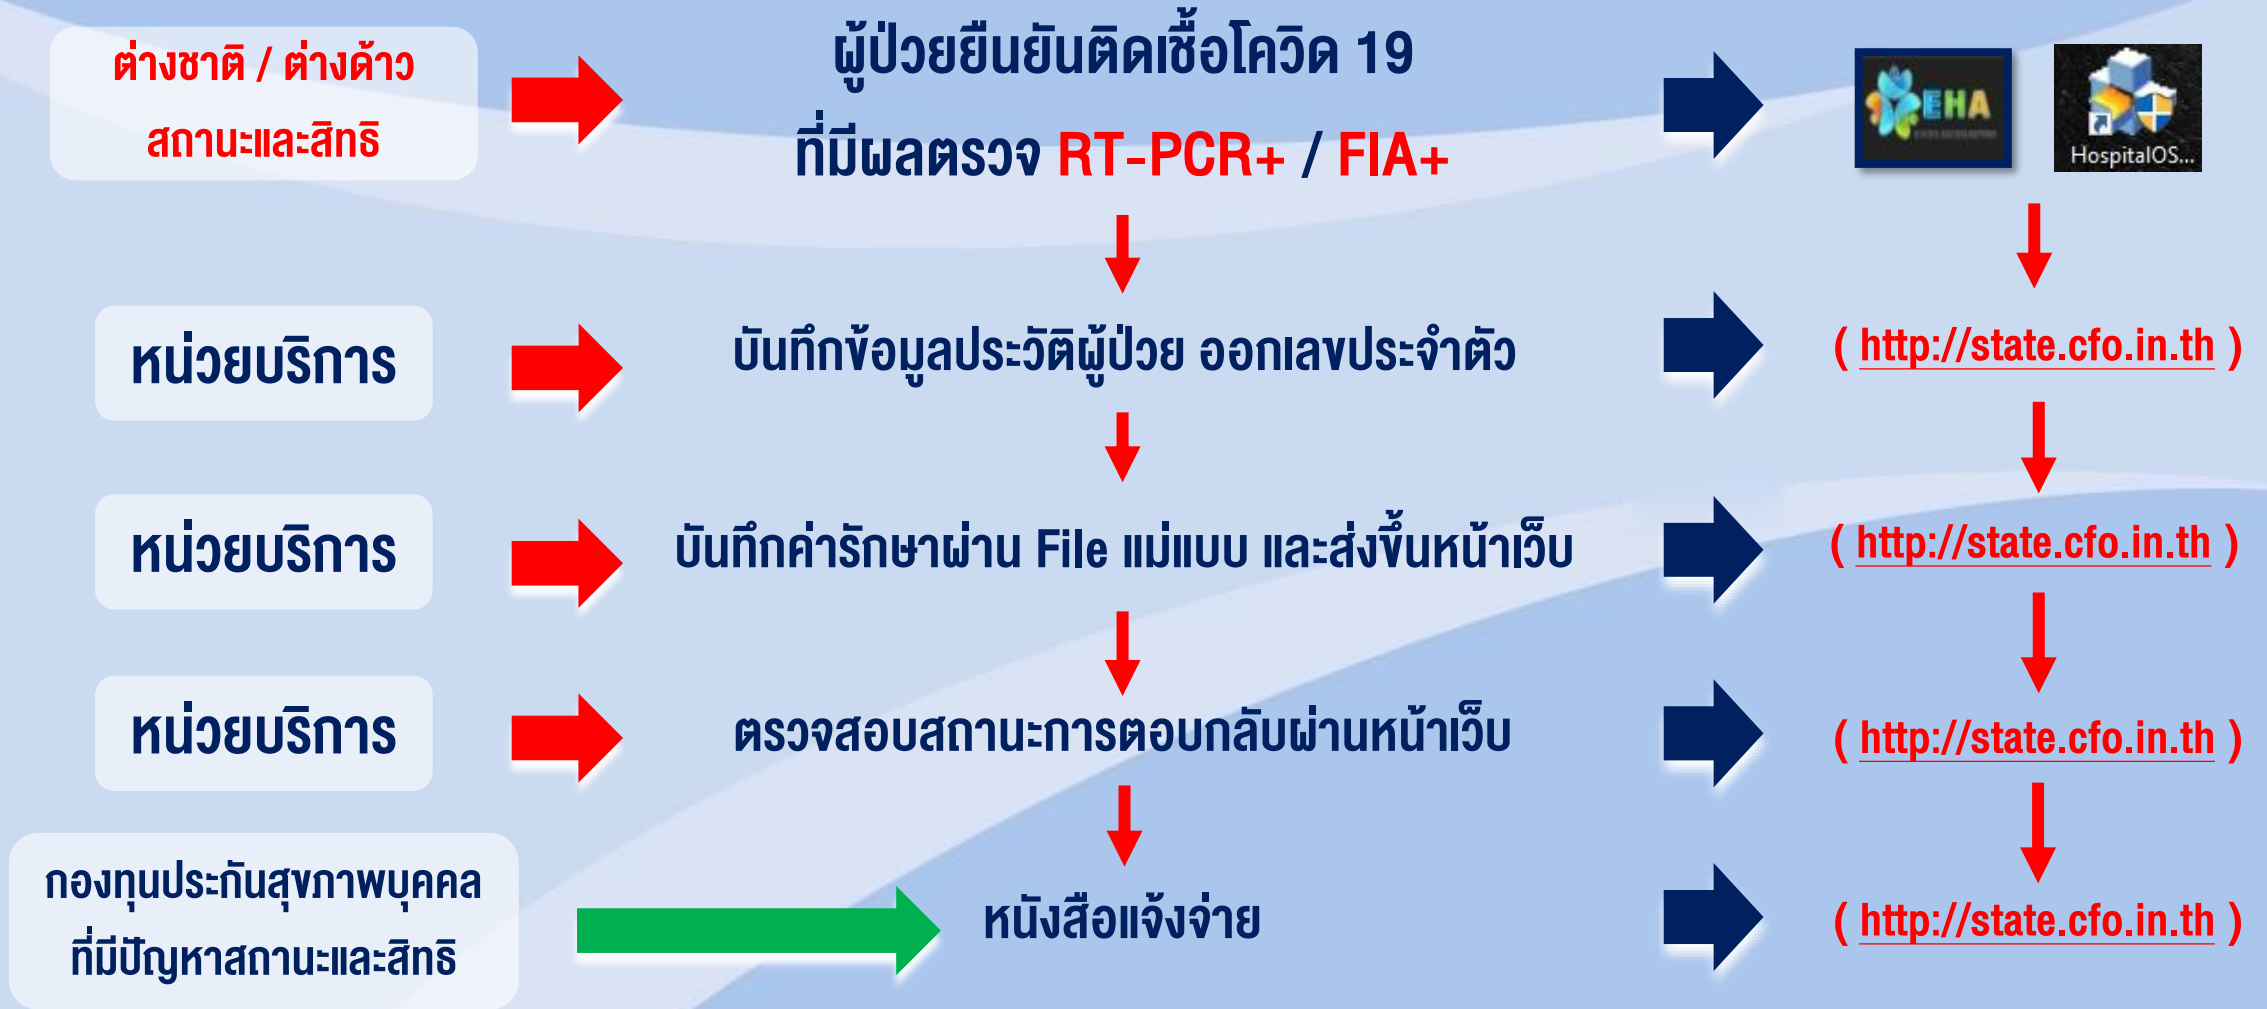 ต่างชาติ / ต่างด้าว
สถานะและสิทธิ
ผู้ป่วยยืนยันติดเชื้อโควิด 19
ที่มีผลตรวจ RT-PCR+ / FIA+
EHA
HospitalOS...
หน่วยบริการ
บันทึกข้อมูลประวัติผู้ป่วย ออกเลขประจำตัว
( http://state.cfo.in.th )
หน่วยบริการ
บันทึกค่ารักษาผ่าน File แม่แบบ และส่งขึ้นหน้าเว็บ
( http://state.cfo.in.th )
หน่วยบริการ
ตรวจสอบสถานะการตอบกลับผ่านหน้าเว็บ
( http://state.cfo.in.th )
กองทุนประกันสุขภาพบุคคล
ที่มีปัญหาสถานะและสิทธิ
หนังสือแจ้งจ่าย
( http://state.cfo.in.th )